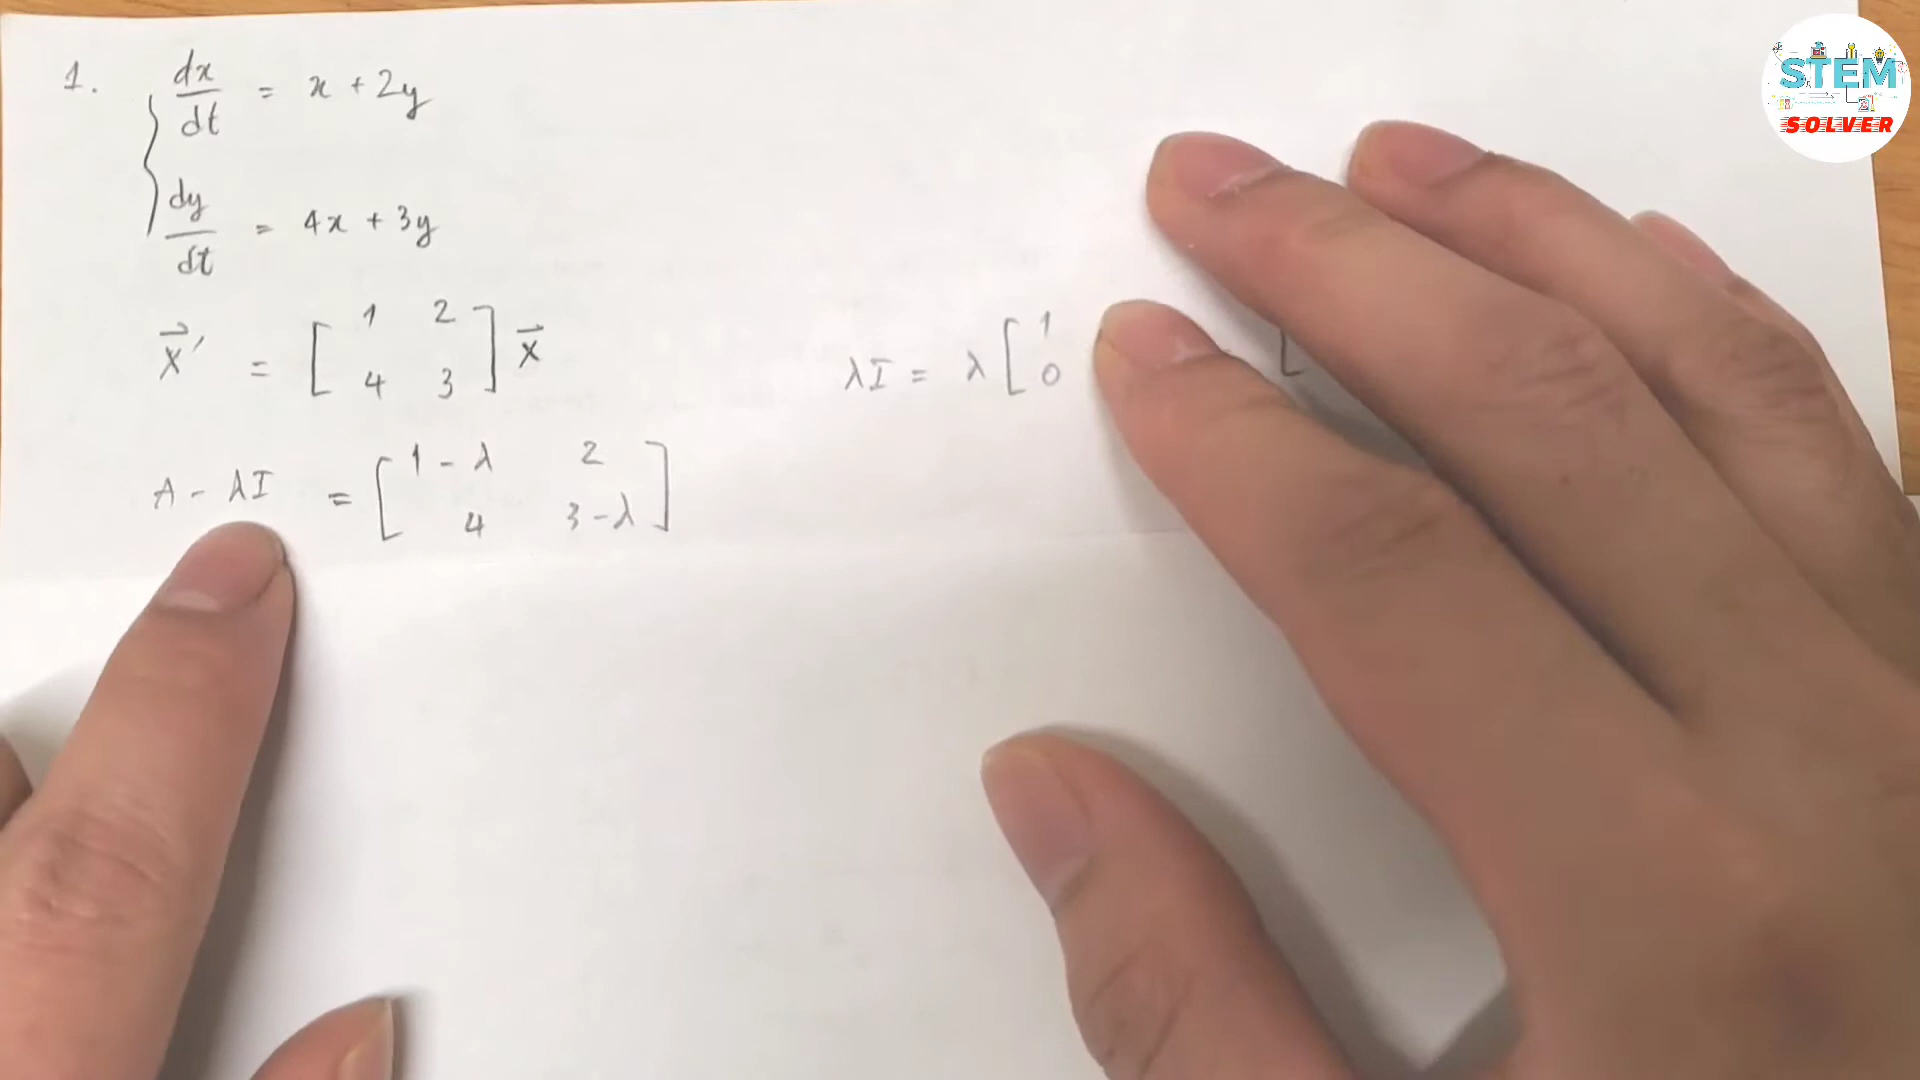 1. dx/dt = x + 2y
dy/dt = 4x + 3y
x⃗' = [1 2; 4 3] x⃗
λI = λ [1 0
A - λI = [1-λ 2; 4 3-λ]
STEM
SOLVER